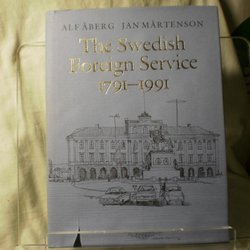 ALF ÅBERG JAN MÅRTENSON
The Swedish
Foreign Service
1791–1991